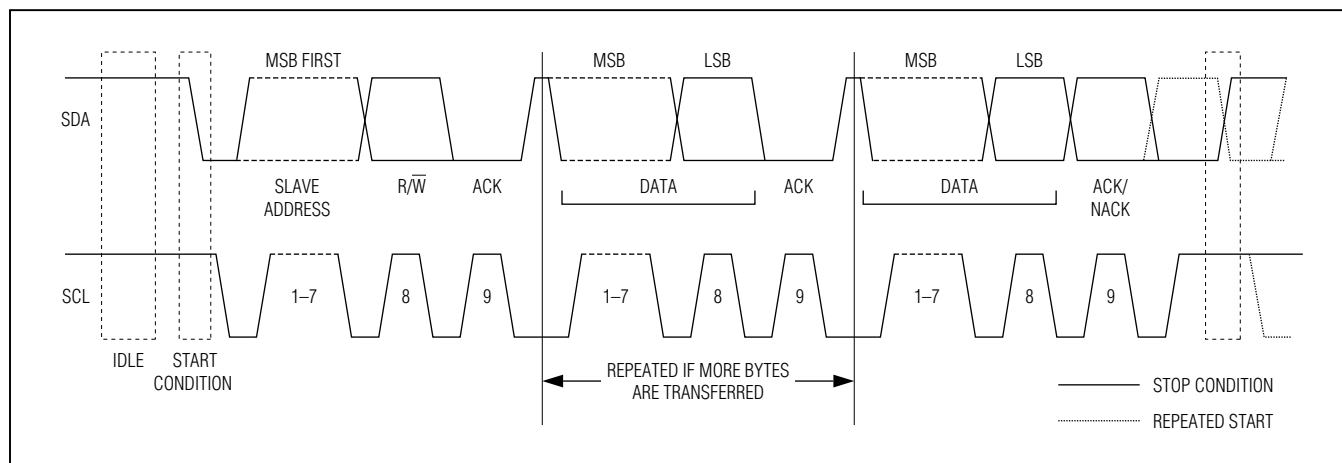 MSB FIRST
MSB
LSB
MSB
LSB
SDA
SLAVE
ADDRESS
R/W̅
ACK
DATA
ACK
DATA
ACK/
NACK
SCL
1–7
8
9
1–7
8
9
1–7
8
9
IDLE
START
CONDITION
REPEATED IF MORE BYTES
ARE TRANSFERRED
STOP CONDITION
REPEATED START